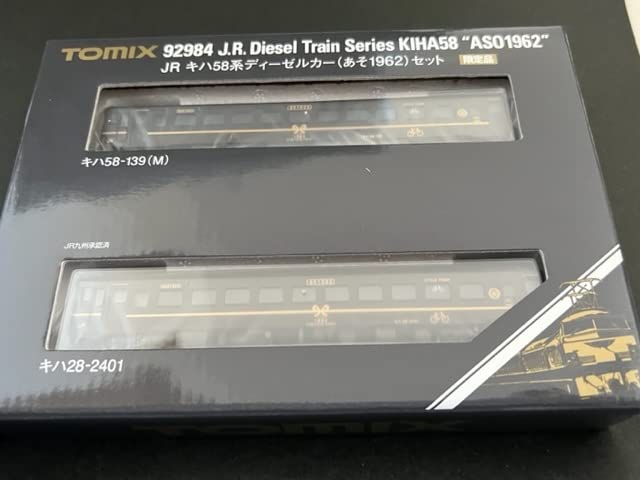 TOMIX 92984 J.R. Diesel Train Series KIHA58 "ASO1962"
JR キハ58系ディーゼルカー(あそ1962)セット 限定品
キハ58-139(M)
JR九州承認済
キハ28-2401